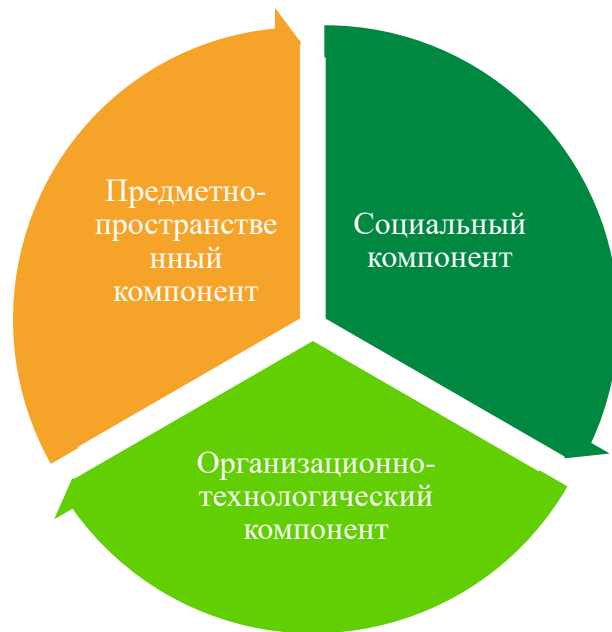 Предметно-
пространстве
нный
компонент
Социальный
компонент
Организационно-
технологический
компонент